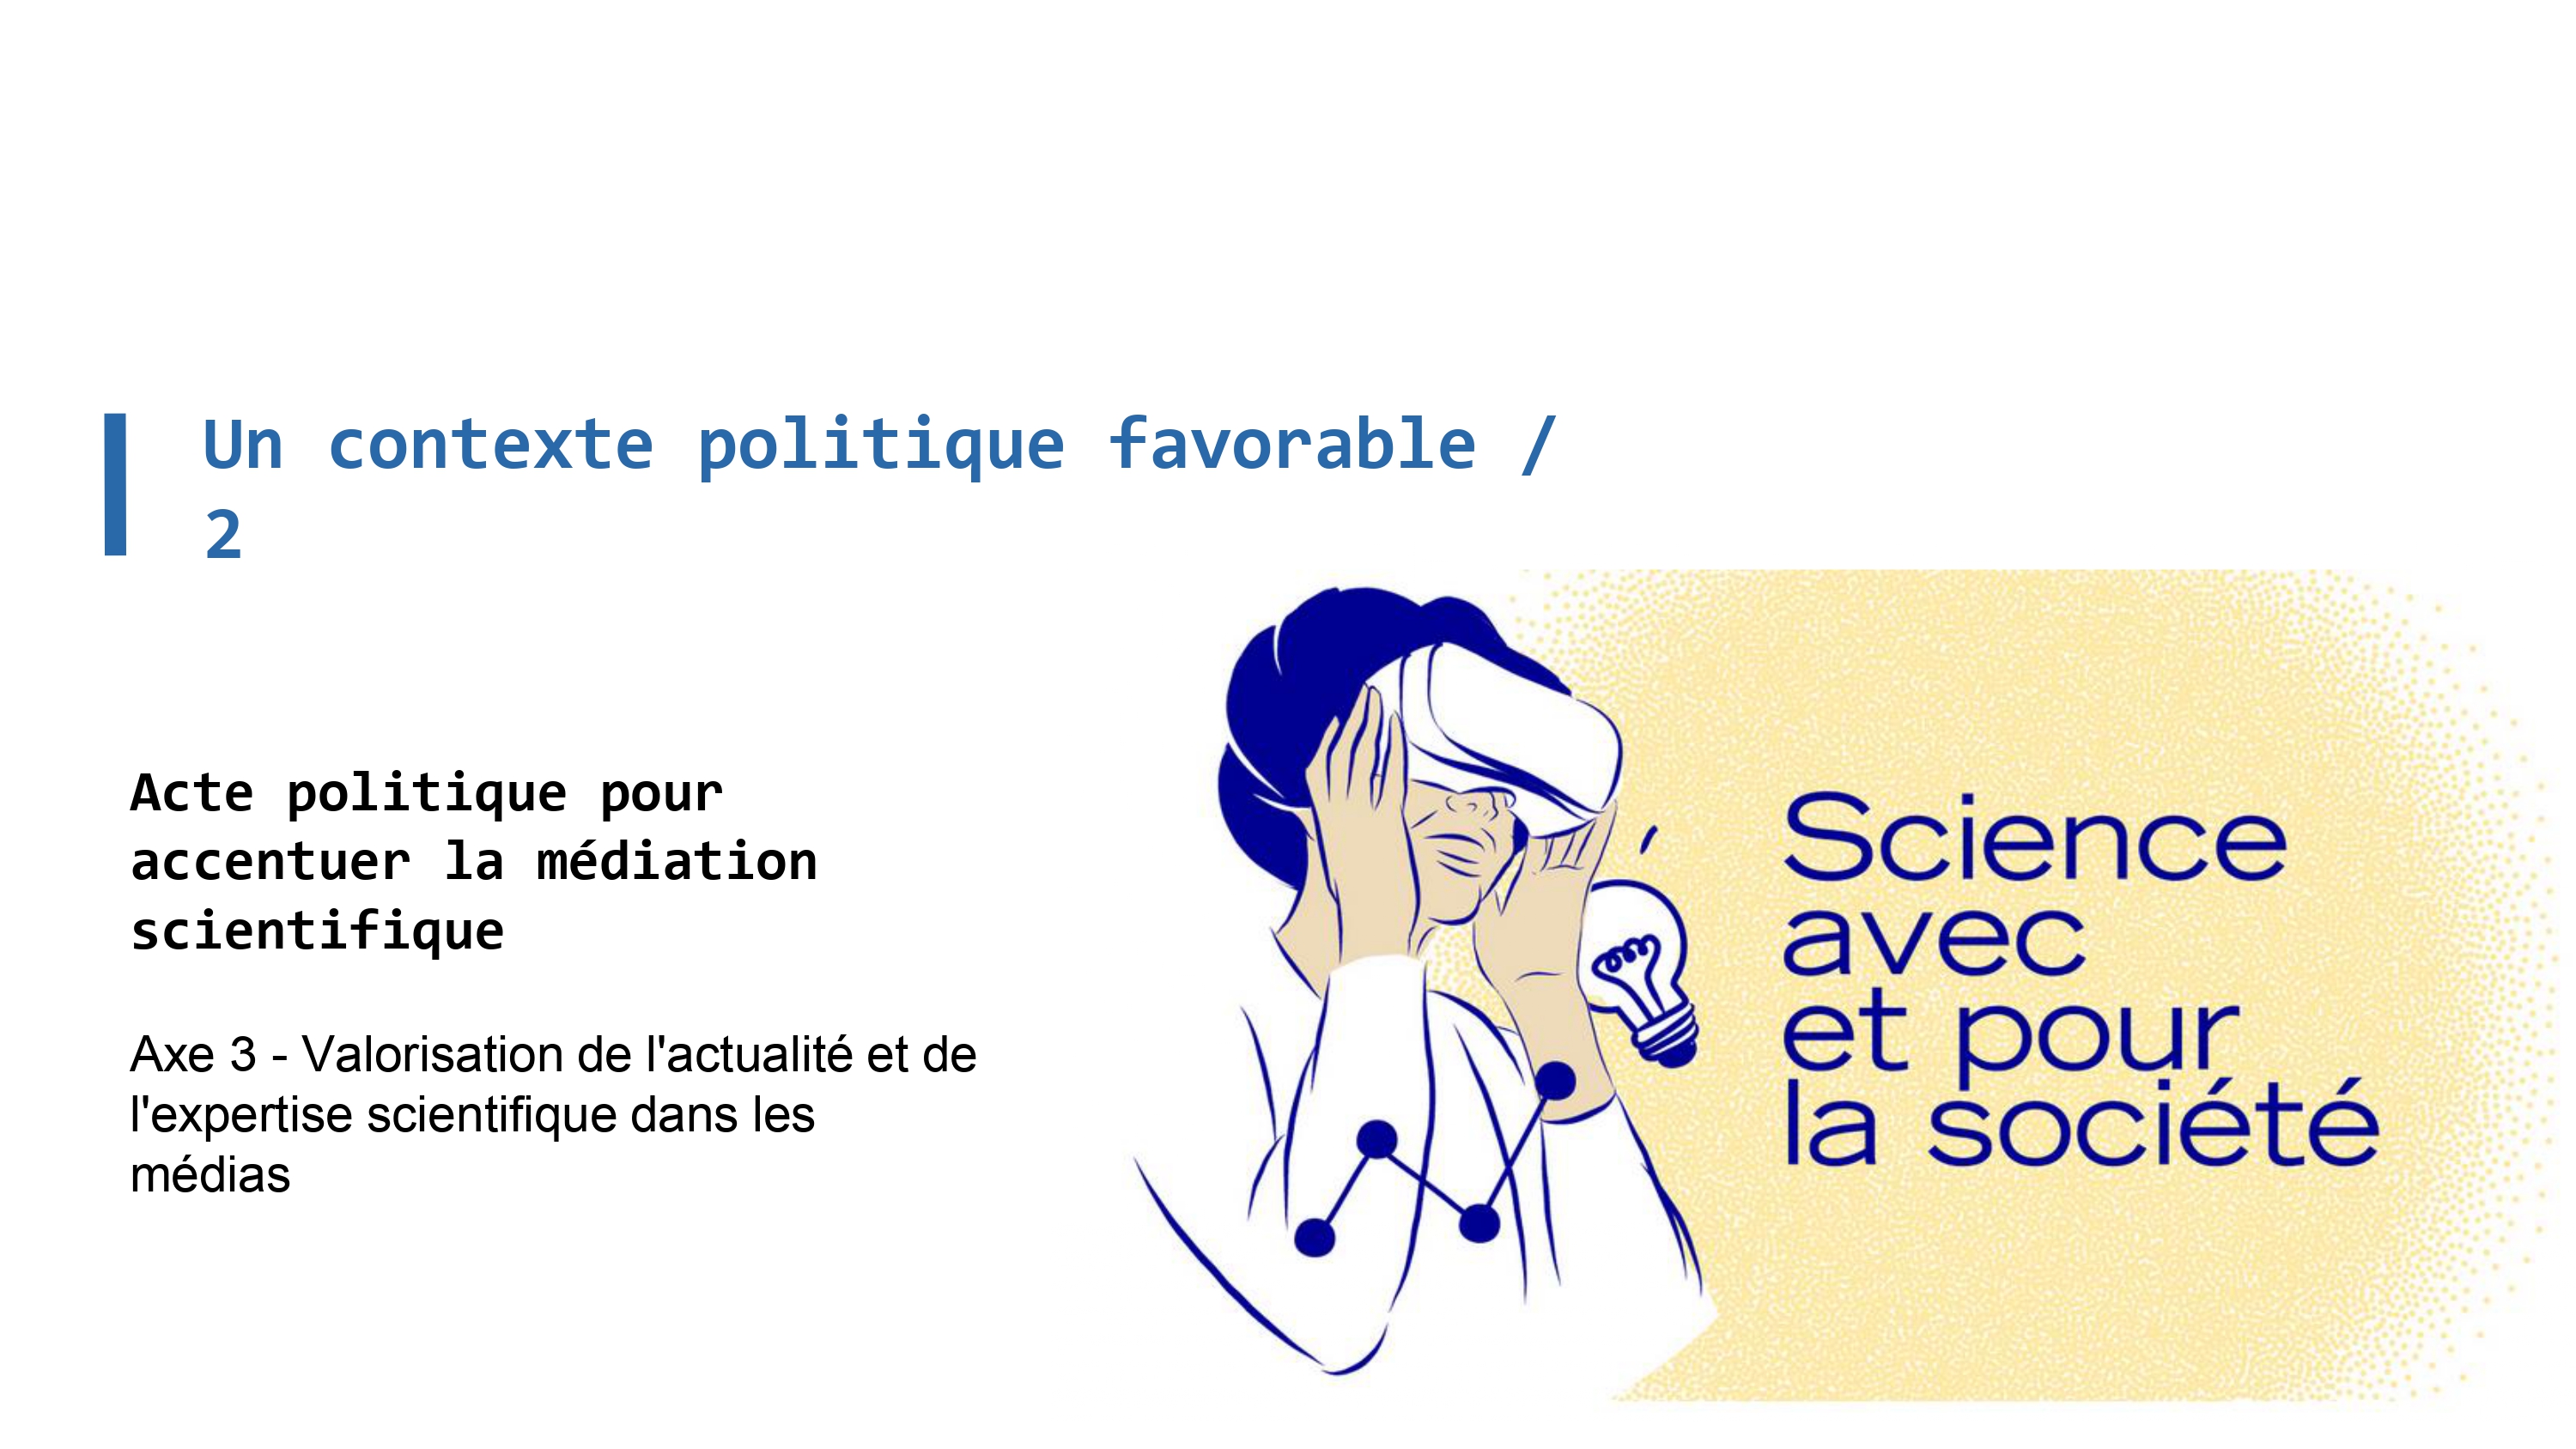 Un contexte politique favorable /
2
Acte politique pour
accentuer la médiation
scientifique
Axe 3 - Valorisation de l'actualité et de
l'expertise scientifique dans les
médias
Science
avec
et pour
la société